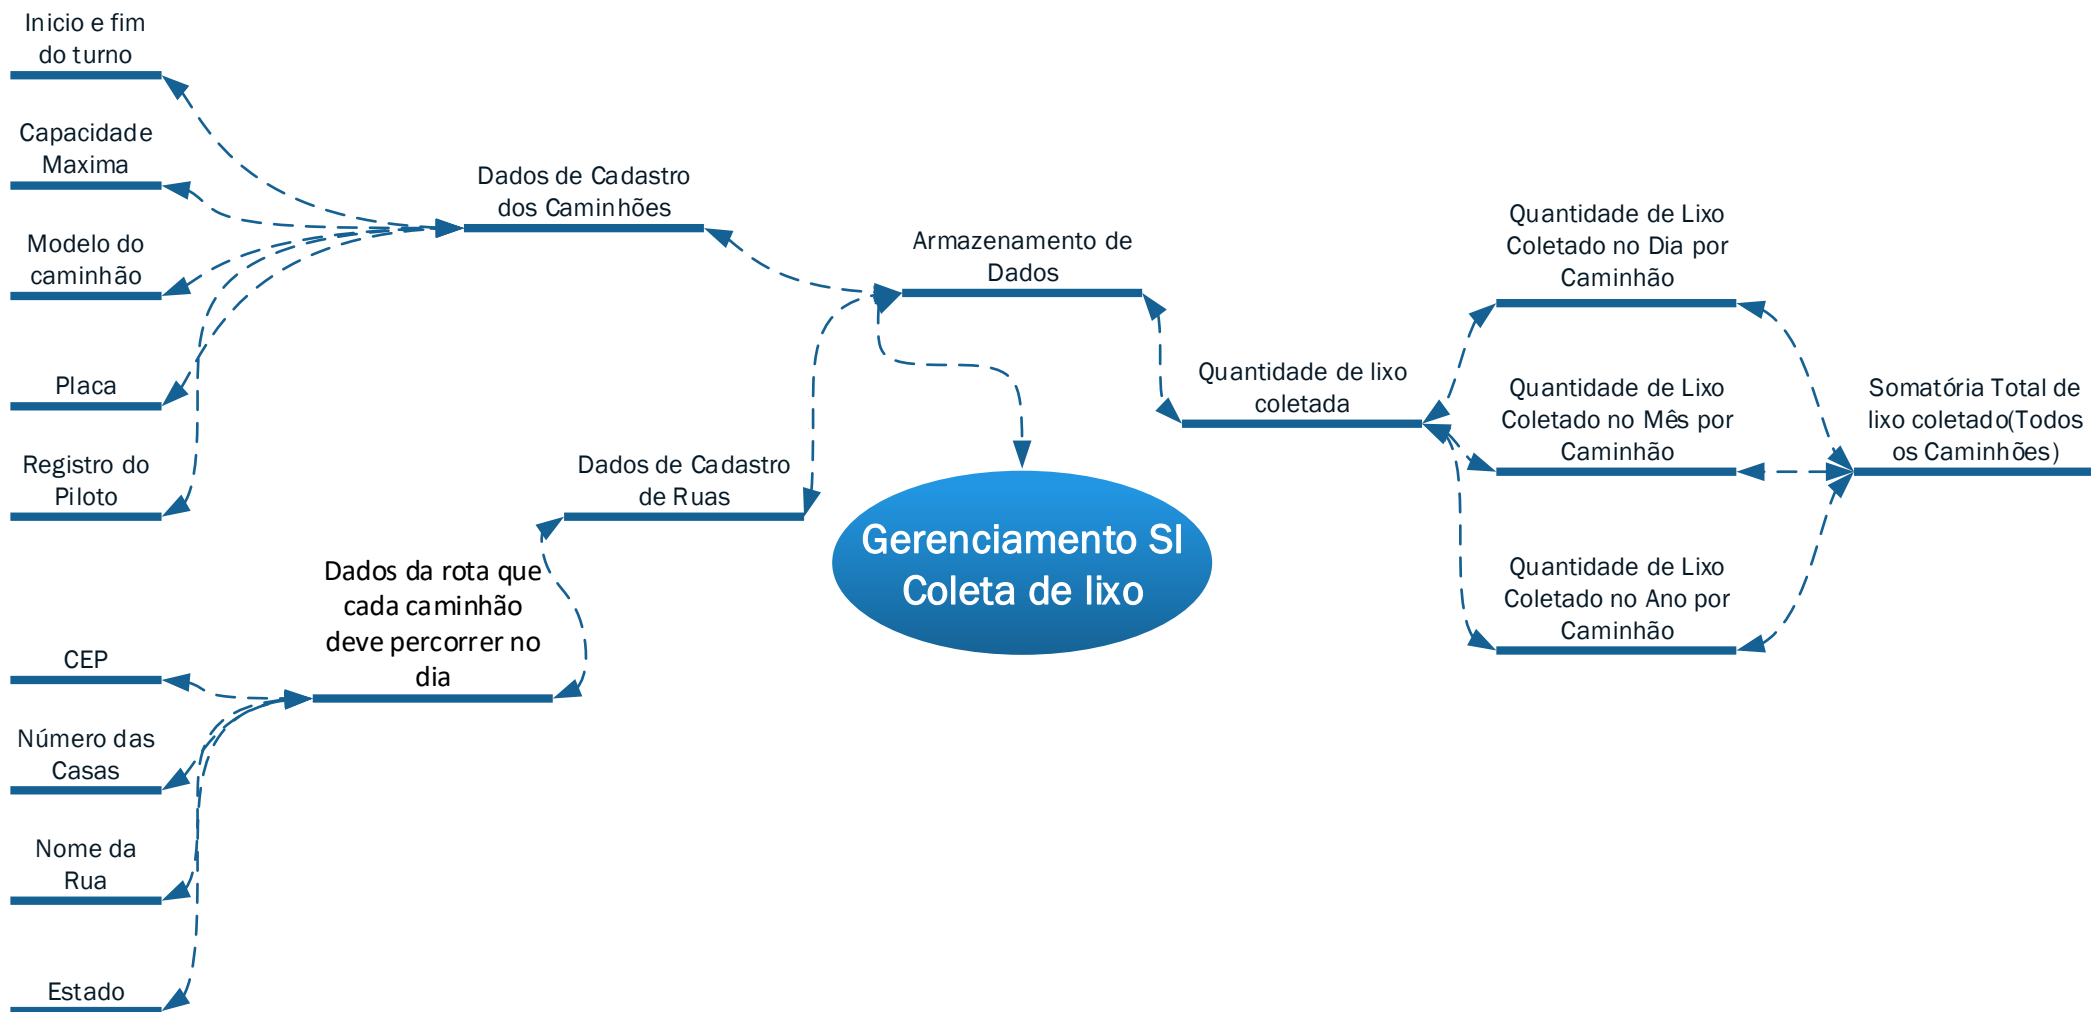 Inicio e fim
do turno
Capacidade
Maxima
Modelo do
caminhão
Placa
Registro do
Piloto
Dados de Cadastro
dos Caminhões
Armazenamento de
Dados
Dados de Cadastro
de Ruas
Dados da rota que
cada caminhão
deve percorrer no
dia
CEP
Número das
Casas
Nome da
Rua
Estado
Gerenciamento SI
Coleta de lixo
Quantidade de lixo
coletada
Quantidade de Lixo
Coletado no Dia por
Caminhão
Quantidade de Lixo
Coletado no Mês por
Caminhão
Quantidade de Lixo
Coletado no Ano por
Caminhão
Somatória Total de
lixo coletado(Todos
os Caminhões)